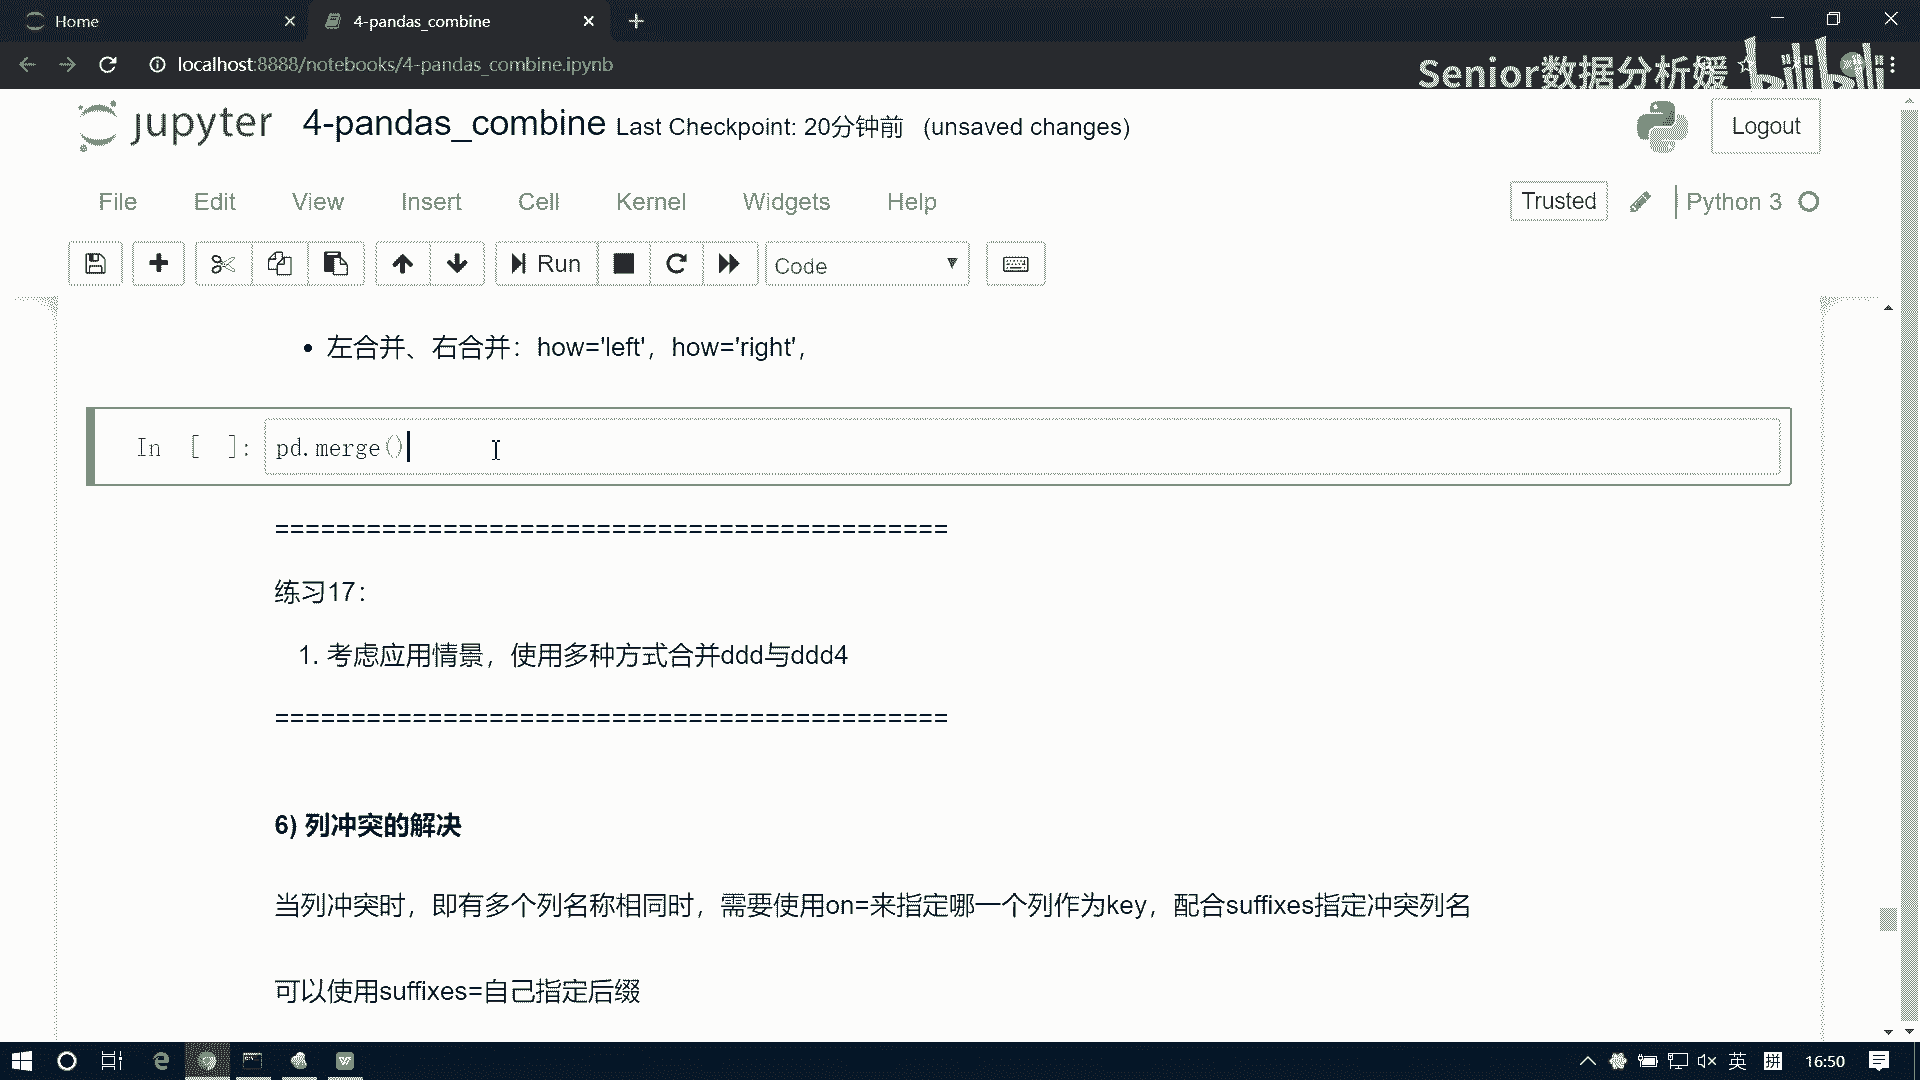 Home
4-pandas_combine
localhost:8888/notebooks/4-pandas_combine.ipynb
Senior数据分析媛
bilibili
jupyter 4-pandas_combine Last Checkpoint: 20分钟前 (unsaved changes)
Logout
File Edit View Insert Cell Kernel Widgets Help
Trusted
Python 3
Run
Code
• 左合并、右合并：how='left'，how='right'，
In [ ]: pd.merge()
============================================
练习17：
1. 考虑应用情景，使用多种方式合并ddd与ddd4
============================================
6) 列冲突的解决
当列冲突时，即有多个列名称相同时，需要使用on=来指定哪一个列作为key，配合suffixes指定冲突列名
可以使用suffixes=自己指定后缀
英 拼 16:50